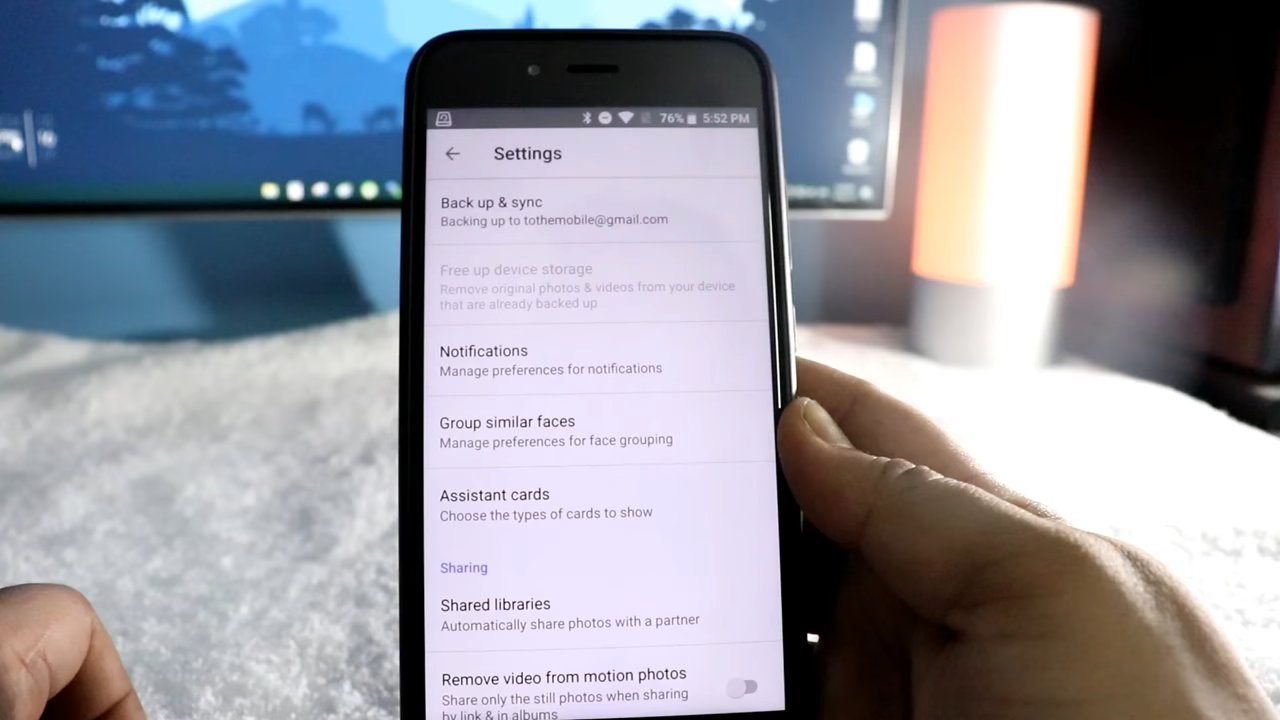 76% 5:52 PM
Settings
Back up & sync
Backing up to tothemobile@gmail.com
Free up device storage
Remove original photos & videos from your device
that are already backed up
Notifications
Manage preferences for notifications
Group similar faces
Manage preferences for face grouping
Assistant cards
Choose the types of cards to show
Sharing
Shared libraries
Automatically share photos with a partner
Remove video from motion photos
Share only the still photos when sharing
by link & in albums